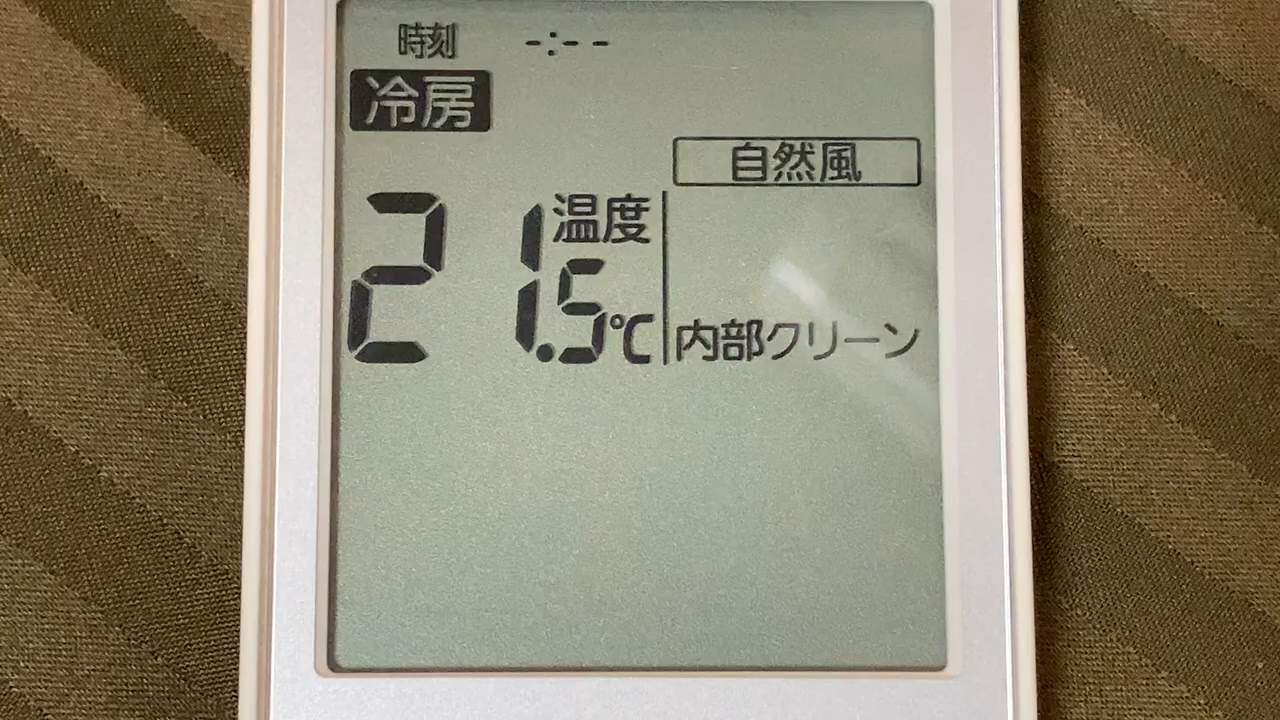 時刻 -:--
冷房
自然風
温度
21.5℃
内部クリーン